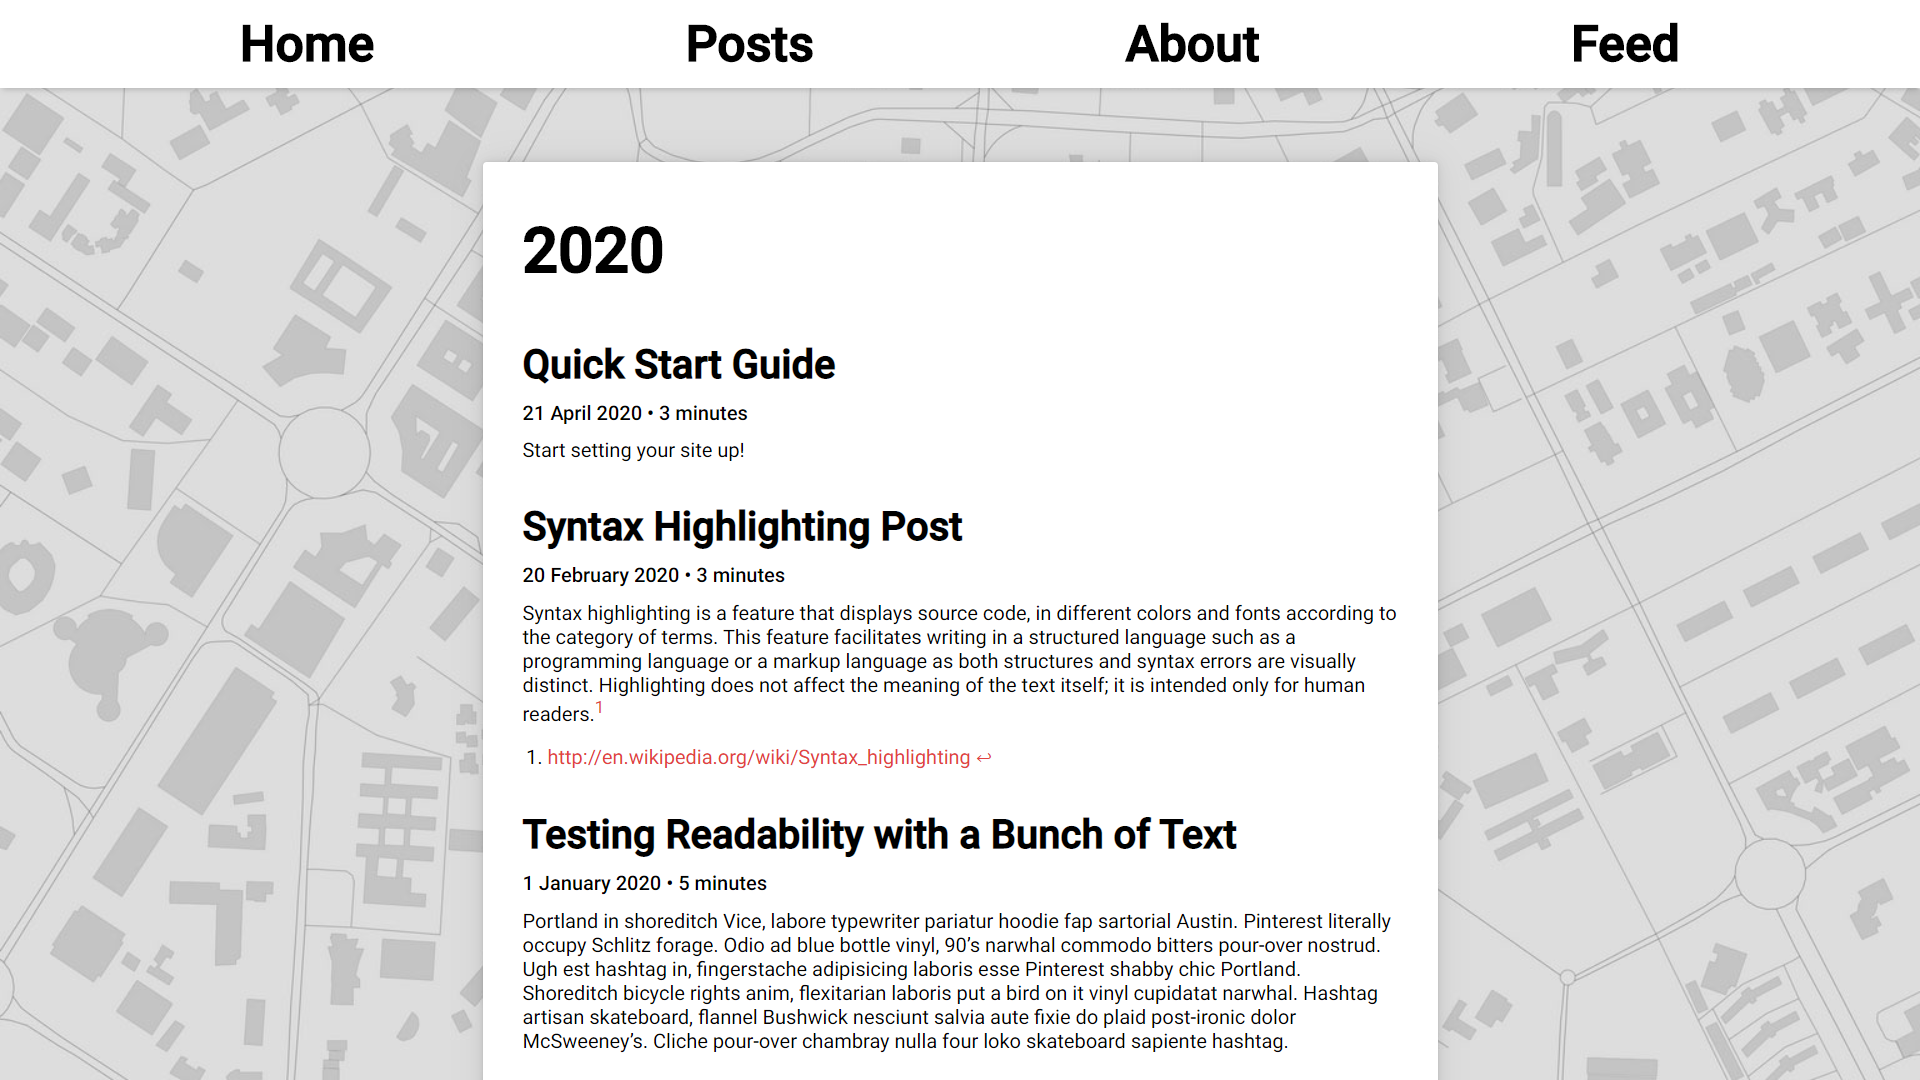 Home Posts About Feed
2020
Quick Start Guide
21 April 2020 • 3 minutes
Start setting your site up!
Syntax Highlighting Post
20 February 2020 • 3 minutes
Syntax highlighting is a feature that displays source code, in different colors and fonts according to
the category of terms. This feature facilitates writing in a structured language such as a
programming language or a markup language as both structures and syntax errors are visually
distinct. Highlighting does not affect the meaning of the text itself; it is intended only for human
readers.1
1. http://en.wikipedia.org/wiki/Syntax_highlighting ↩
Testing Readability with a Bunch of Text
1 January 2020 • 5 minutes
Portland in shoreditch Vice, labore typewriter pariatur hoodie fap sartorial Austin. Pinterest literally
occupy Schlitz forage. Odio ad blue bottle vinyl, 90’s narwhal commodo bitters pour-over nostrud.
Ugh est hashtag in, fingerstache adipisicing laboris esse Pinterest shabby chic Portland.
Shoreditch bicycle rights anim, flexitarian laboris put a bird on it vinyl cupidatat narwhal. Hashtag
artisan skateboard, flannel Bushwick nesciunt salvia aute fixie do plaid post-ironic dolor
McSweeney’s. Cliche pour-over chambray nulla four loko skateboard sapiente hashtag.